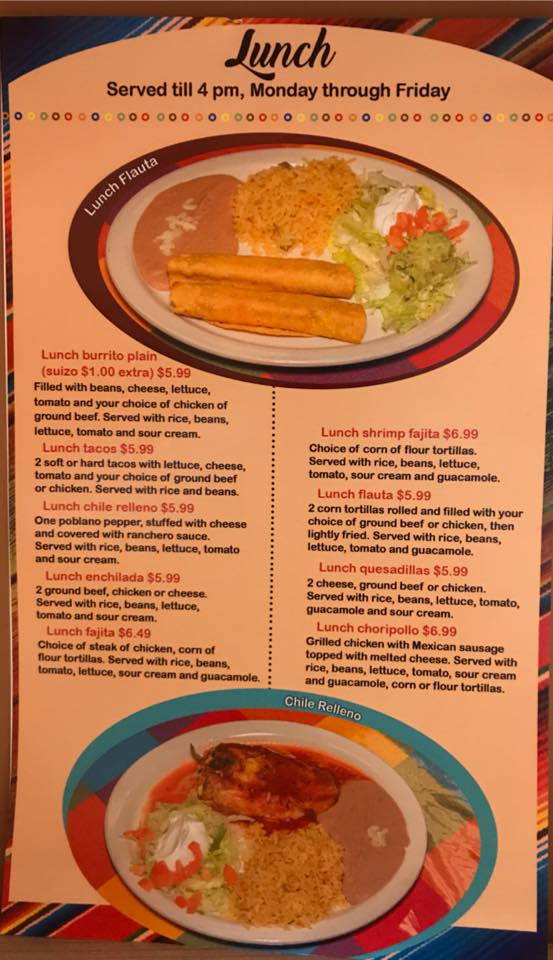 Lunch
Served till 4 pm, Monday through Friday
Lunch Flauta
Lunch burrito plain
(suizo $1.00 extra) $5.99
Filled with beans, cheese, lettuce,
tomato and your choice of chicken of
ground beef. Served with rice, beans,
lettuce, tomato and sour cream.
Lunch tacos $5.99
2 soft or hard tacos with lettuce, cheese,
tomato and your choice of ground beef
or chicken. Served with rice and beans.
Lunch chile relleno $5.99
One poblano pepper, stuffed with cheese
and covered with ranchero sauce.
Served with rice, beans, lettuce, tomato
and sour cream.
Lunch enchilada $5.99
2 ground beef, chicken or cheese.
Served with rice, beans, lettuce,
tomato and sour cream.
Lunch fajita $6.49
Choice of steak of chicken, corn of
flour tortillas. Served with rice, beans,
tomato, lettuce, sour cream and guacamole.
Lunch shrimp fajita $6.99
Choice of corn of flour tortillas.
Served with rice, beans, lettuce,
tomato, sour cream and guacamole.
Lunch flauta $5.99
2 corn tortillas rolled and filled with your
choice of ground beef or chicken, then
lightly fried. Served with rice, beans,
lettuce, tomato and guacamole.
Lunch quesadillas $5.99
2 cheese, ground beef or chicken.
Served with rice, beans, lettuce, tomato,
guacamole and sour cream.
Lunch choripollo $6.99
Grilled chicken with Mexican sausage
topped with melted cheese. Served with
rice, beans, lettuce, tomato, sour cream
and guacamole, corn or flour tortillas.
Chile Relleno